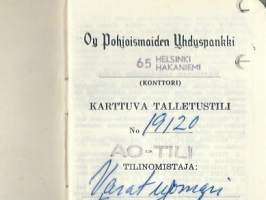 Oy Pohjoismaiden Yhdyspankki
65 HELSINKI
HAKANIEMI
(KONTTORI)
KARTTUVA TALLETUSTILI
No 19120
AO-TILI
TILINOMISTAJA: